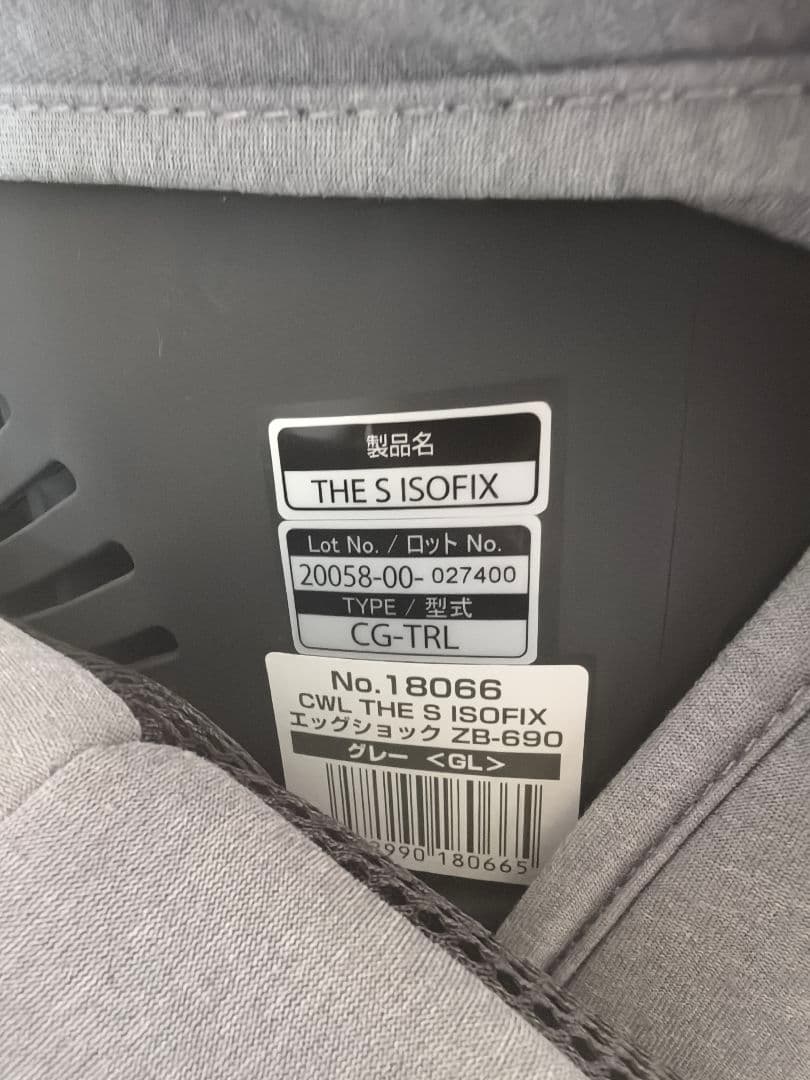 製品名
THE S ISOFIX
Lot No. / ロット No.
20058-00- 027400
TYPE / 型式
CG-TRL
No.18066
CWL THE S ISOFIX
エッグショック ZB-690
グレー <GL>
990 180665